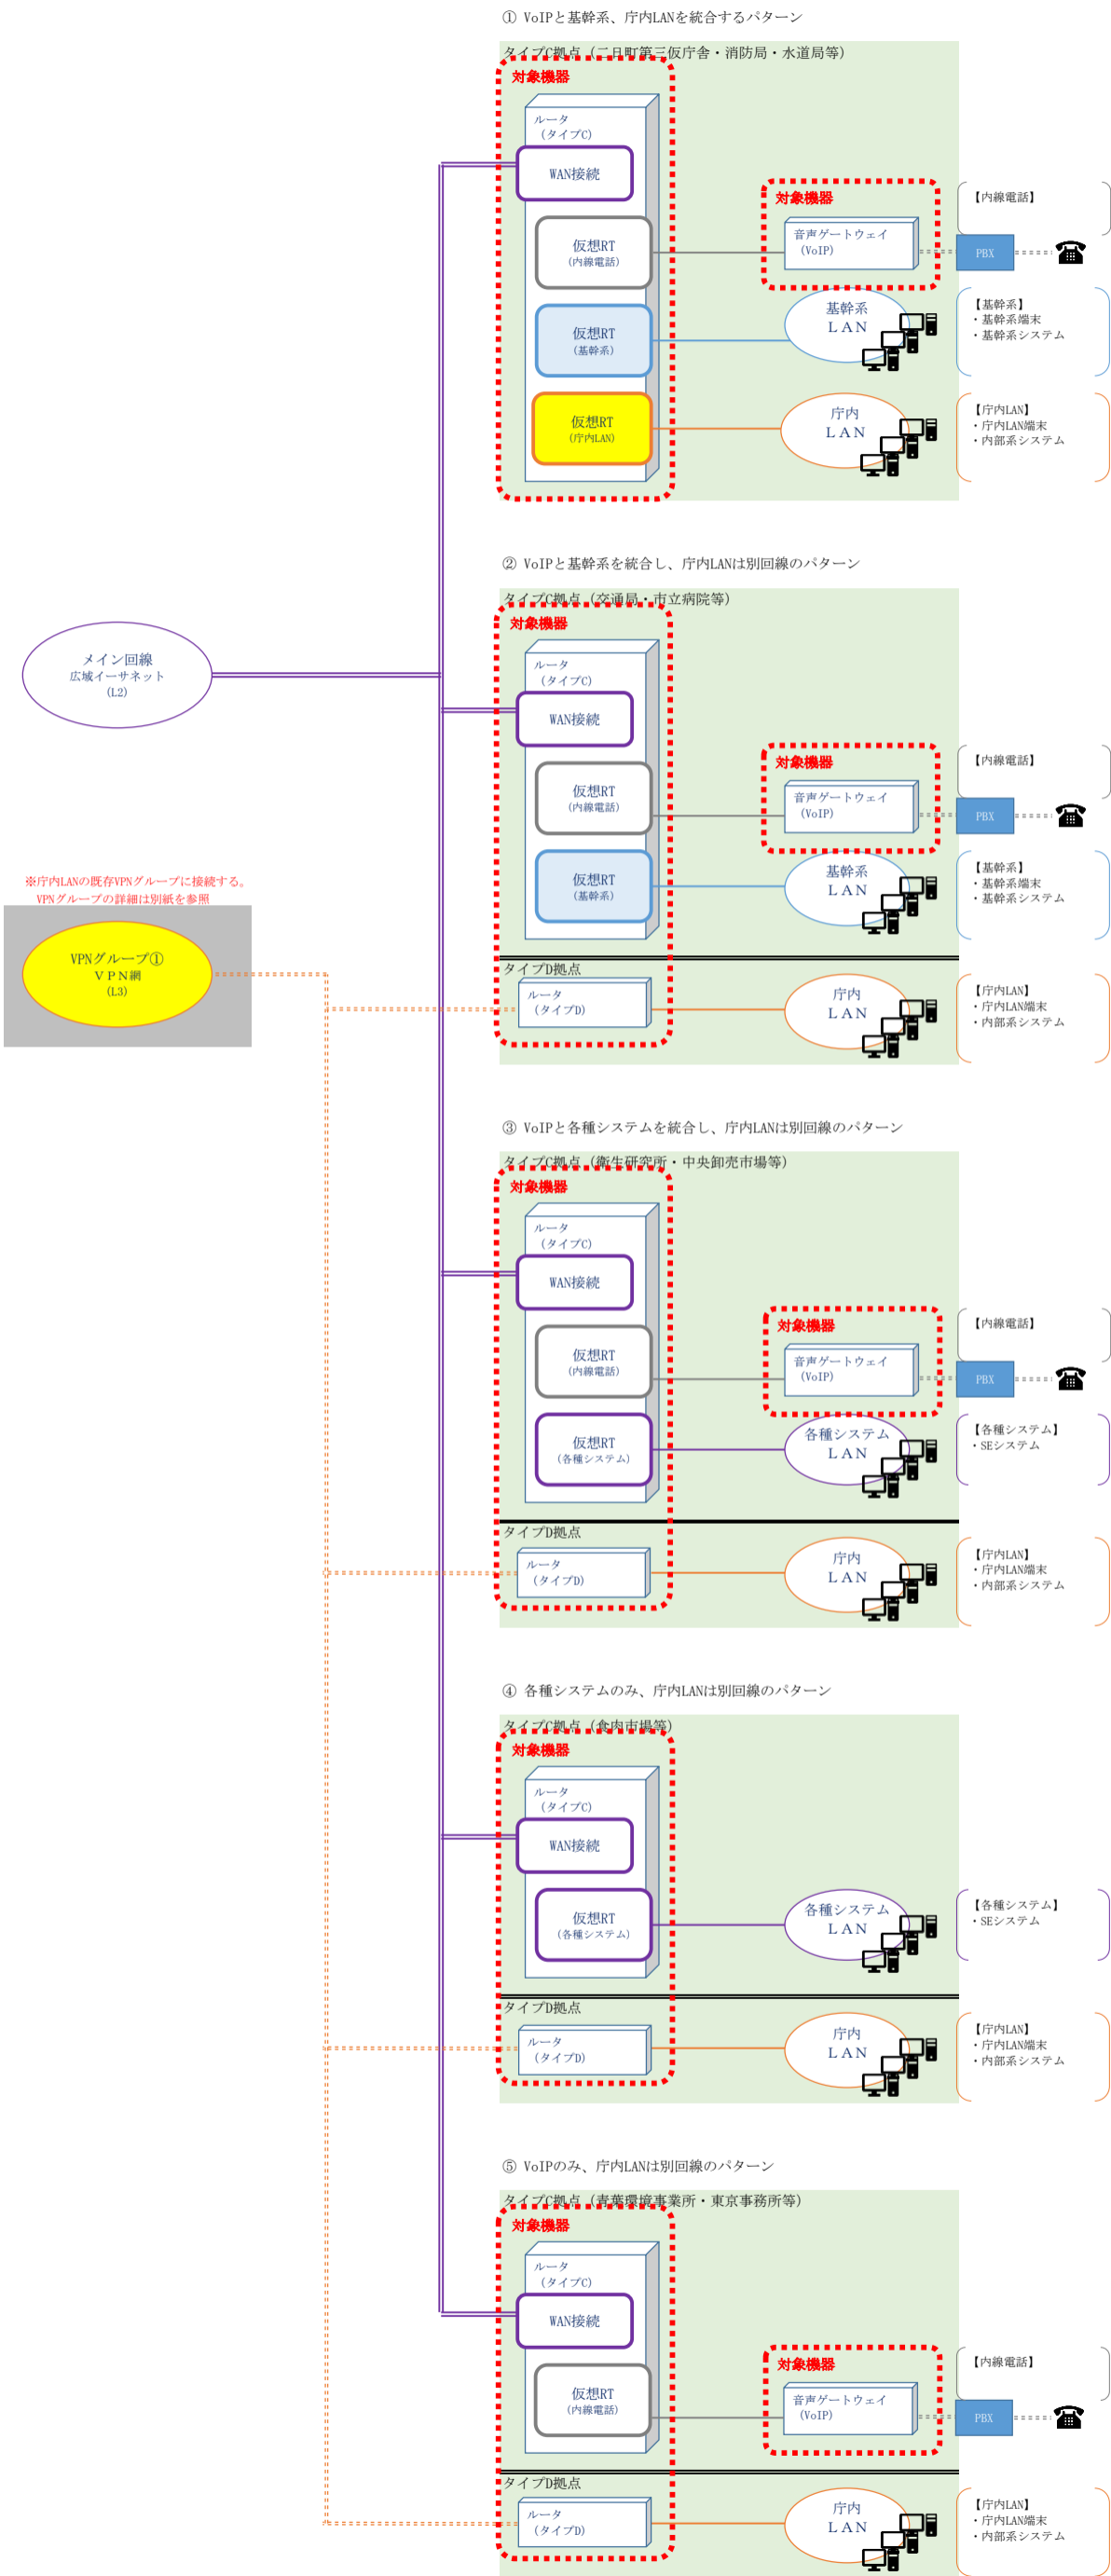 ① VoIPと基幹系、庁内LANを統合するパターン
タイプC拠点（二日町第三仮庁舎・消防局・水道局等）
対象機器
ルータ
（タイプC）
WAN接続
仮想RT
（内線電話）
仮想RT
（基幹系）
仮想RT
（庁内LAN）
対象機器
音声ゲートウェイ
（VoIP）
基幹系
ＬＡＮ
庁内
ＬＡＮ
【内線電話】
PBX
【基幹系】
・基幹系端末
・基幹系システム
【庁内LAN】
・庁内LAN端末
・内部系システム
② VoIPと基幹系を統合し、庁内LANは別回線のパターン
タイプC拠点（交通局・市立病院等）
対象機器
ルータ
（タイプC）
WAN接続
仮想RT
（内線電話）
仮想RT
（基幹系）
対象機器
音声ゲートウェイ
（VoIP）
基幹系
ＬＡＮ
【内線電話】
PBX
【基幹系】
・基幹系端末
・基幹系システム
タイプD拠点
ルータ
（タイプD）
庁内
ＬＡＮ
【庁内LAN】
・庁内LAN端末
・内部系システム
メイン回線
広域イーサネット
(L2)
※庁内LANの既存VPNグループに接続する。
VPNグループの詳細は別紙を参照
VPNグループ①
ＶＰＮ網
(L3)
③ VoIPと各種システムを統合し、庁内LANは別回線のパターン
タイプC拠点（衛生研究所・中央卸売市場等）
対象機器
ルータ
（タイプC）
WAN接続
仮想RT
（内線電話）
仮想RT
（各種システム）
対象機器
音声ゲートウェイ
（VoIP）
各種システム
ＬＡＮ
【内線電話】
PBX
【各種システム】
・SEシステム
タイプD拠点
ルータ
（タイプD）
庁内
ＬＡＮ
【庁内LAN】
・庁内LAN端末
・内部系システム
④ 各種システムのみ、庁内LANは別回線のパターン
タイプC拠点（食肉市場等）
対象機器
ルータ
（タイプC）
WAN接続
仮想RT
（各種システム）
各種システム
ＬＡＮ
【各種システム】
・SEシステム
タイプD拠点
ルータ
（タイプD）
庁内
ＬＡＮ
【庁内LAN】
・庁内LAN端末
・内部系システム
⑤ VoIPのみ、庁内LANは別回線のパターン
タイプC拠点（青葉環境事業所・東京事務所等）
対象機器
ルータ
（タイプC）
WAN接続
仮想RT
（内線電話）
対象機器
音声ゲートウェイ
（VoIP）
【内線電話】
PBX
タイプD拠点
ルータ
（タイプD）
庁内
ＬＡＮ
【庁内LAN】
・庁内LAN端末
・内部系システム